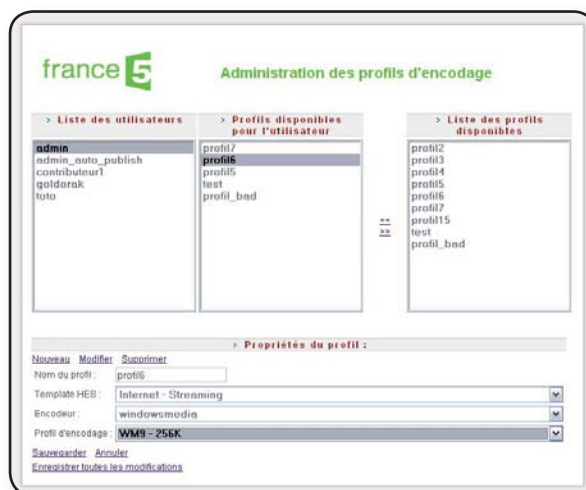 france 5
Administration des profils d'encodage
> Liste des utilisateurs
admin
admin_auto_publish
contributeur1
goldorak
toto
> Profils disponibles
pour l'utilisateur
profil7
profil6
profil5
test
profil_bad
<<
>>
> Liste des profils
disponibles
profil2
profil3
profil4
profil5
profil6
profil7
profil15
test
profil_bad
> Propriétés du profil :
Nouveau Modifier Supprimer
Nom du profil : profil6
Template HES : Internet - Streaming
Encodeur : windowsmedia
Profil d'encodage : WM9 - 256K
Sauvegarder Annuler
Enregistrer toutes les modifications